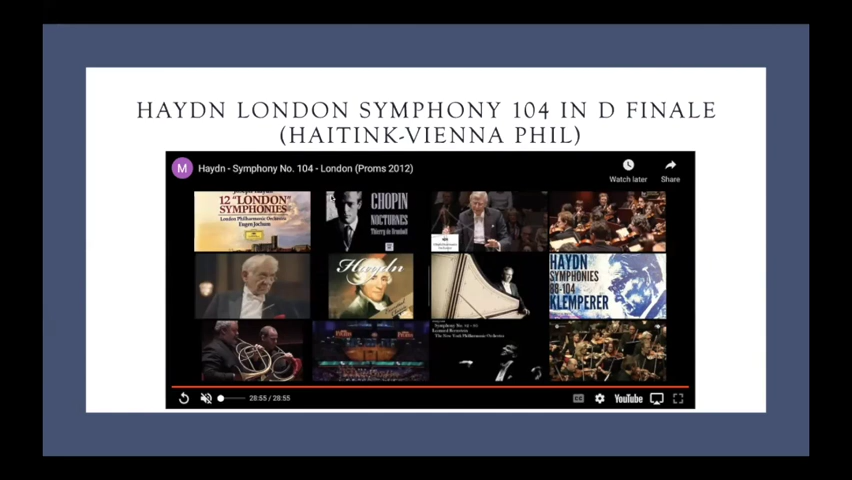 HAYDN LONDON SYMPHONY 104 IN D FINALE
(HAITINK-VIENNA PHIL)
M
Haydn - Symphony No. 104 - London (Proms 2012)
Watch later
Share
12 "LONDON"
SYMPHONIES
London Philharmonic Orchestra
Eugen Jochum
CHOPIN
NOCTURNES
Haydn
HAYDN
SYMPHONIES
88-104
KLEMPERER
Leonard Bernstein
The New York Philharmonic Orchestra
28:55 / 28:55
CC
YouTube